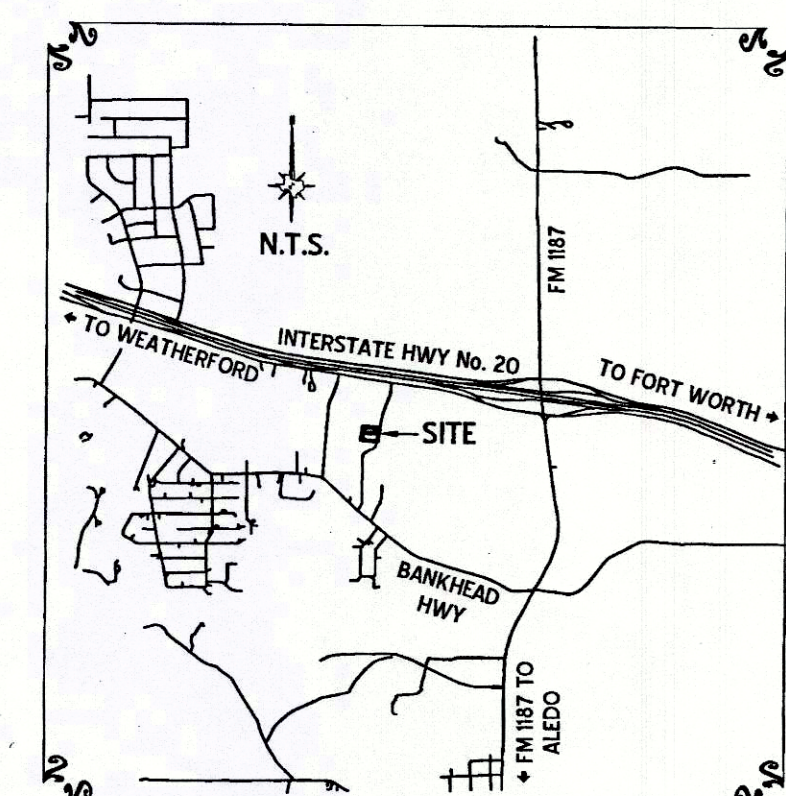 N.T.S.
FM 1187
← TO WEATHERFORD
INTERSTATE HWY No. 20
TO FORT WORTH →
← SITE
BANKHEAD
HWY
← FM 1187 TO
ALEDO